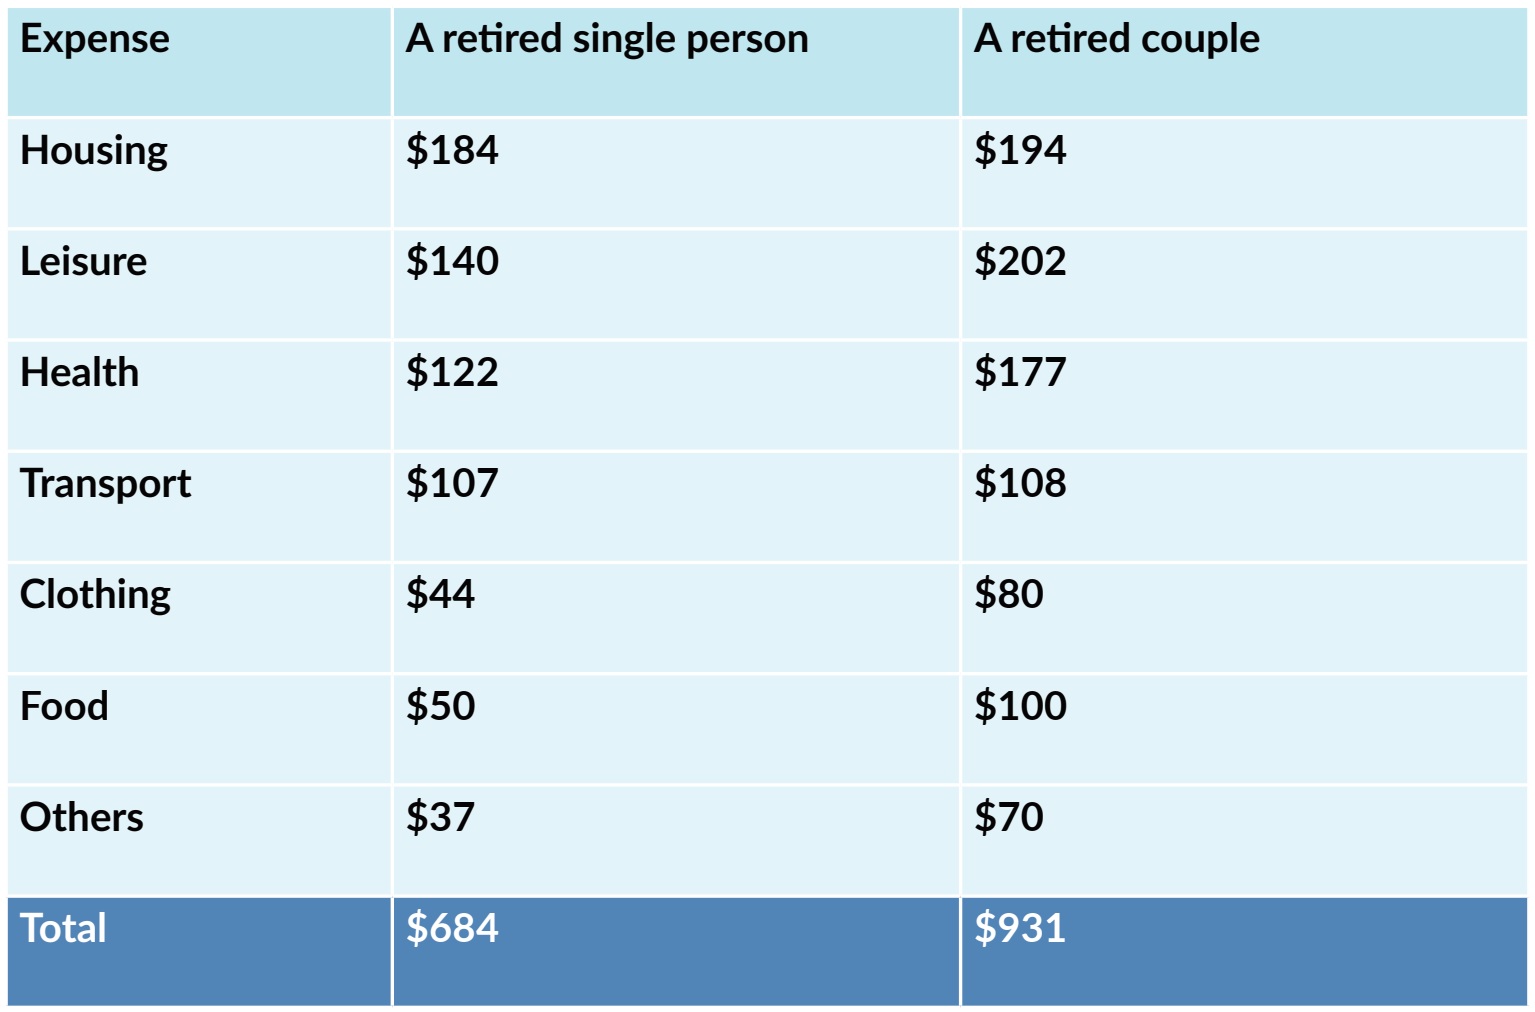 Expense A retired single person A retired couple
Housing $184 $194
Leisure $140 $202
Health $122 $177
Transport $107 $108
Clothing $44 $80
Food $50 $100
Others $37 $70
Total $684 $931